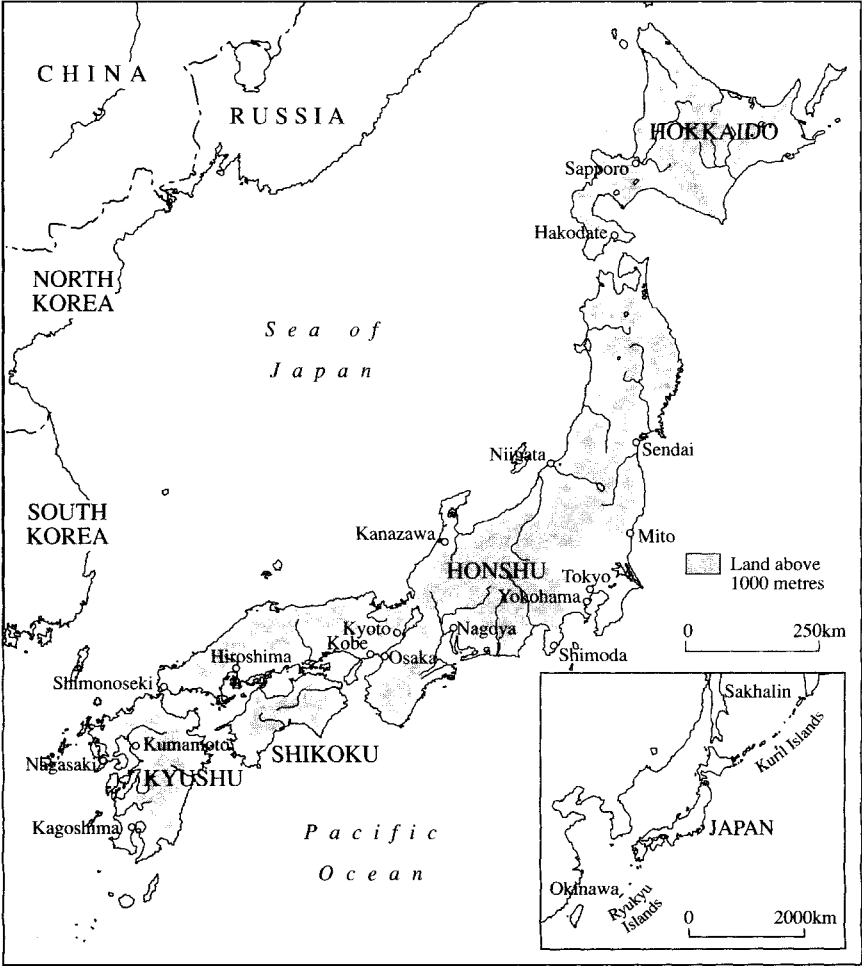 CHINA
RUSSIA
HOKKAIDO
Sapporo
Hakodate
NORTH
KOREA
Sea of
Japan
Niigata
Sendai
SOUTH
KOREA
Kanazawa
Mito
HONSHU
Tokyo
Yokohama
Land above
1000 metres
0 250km
Kyoto
Kobe
Nagoya
Osaka
Hiroshima
Shimoda
Shimonoseki
Kumamoto
SHIKOKU
Nagasaki
KYUSHU
Kagoshima
Pacific
Ocean
Sakhalin
Kuril Islands
JAPAN
Okinawa
Ryukyu
Islands
0 2000km